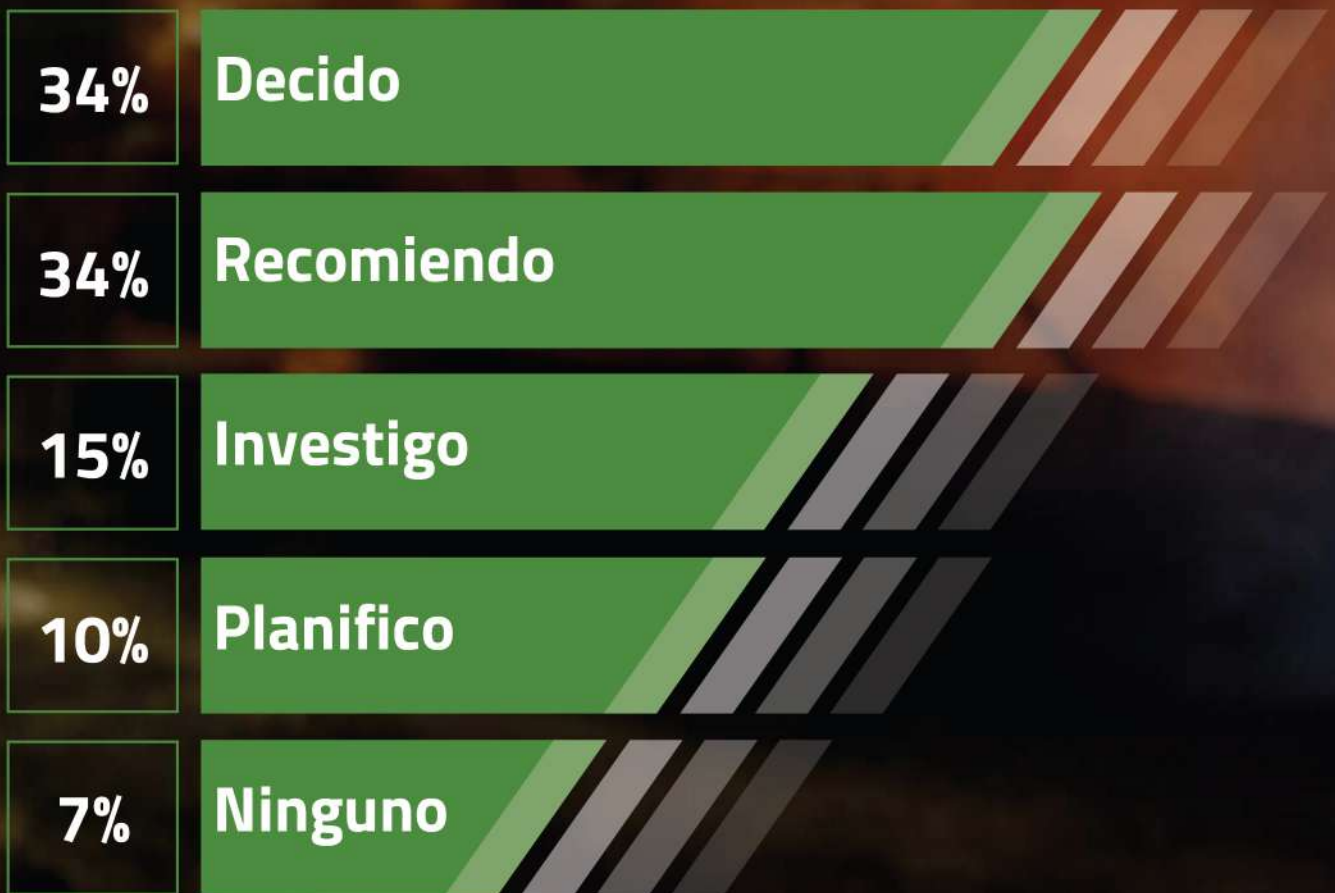 34% Decido
34% Recomiendo
15% Investigo
10% Planifico
7% Ninguno